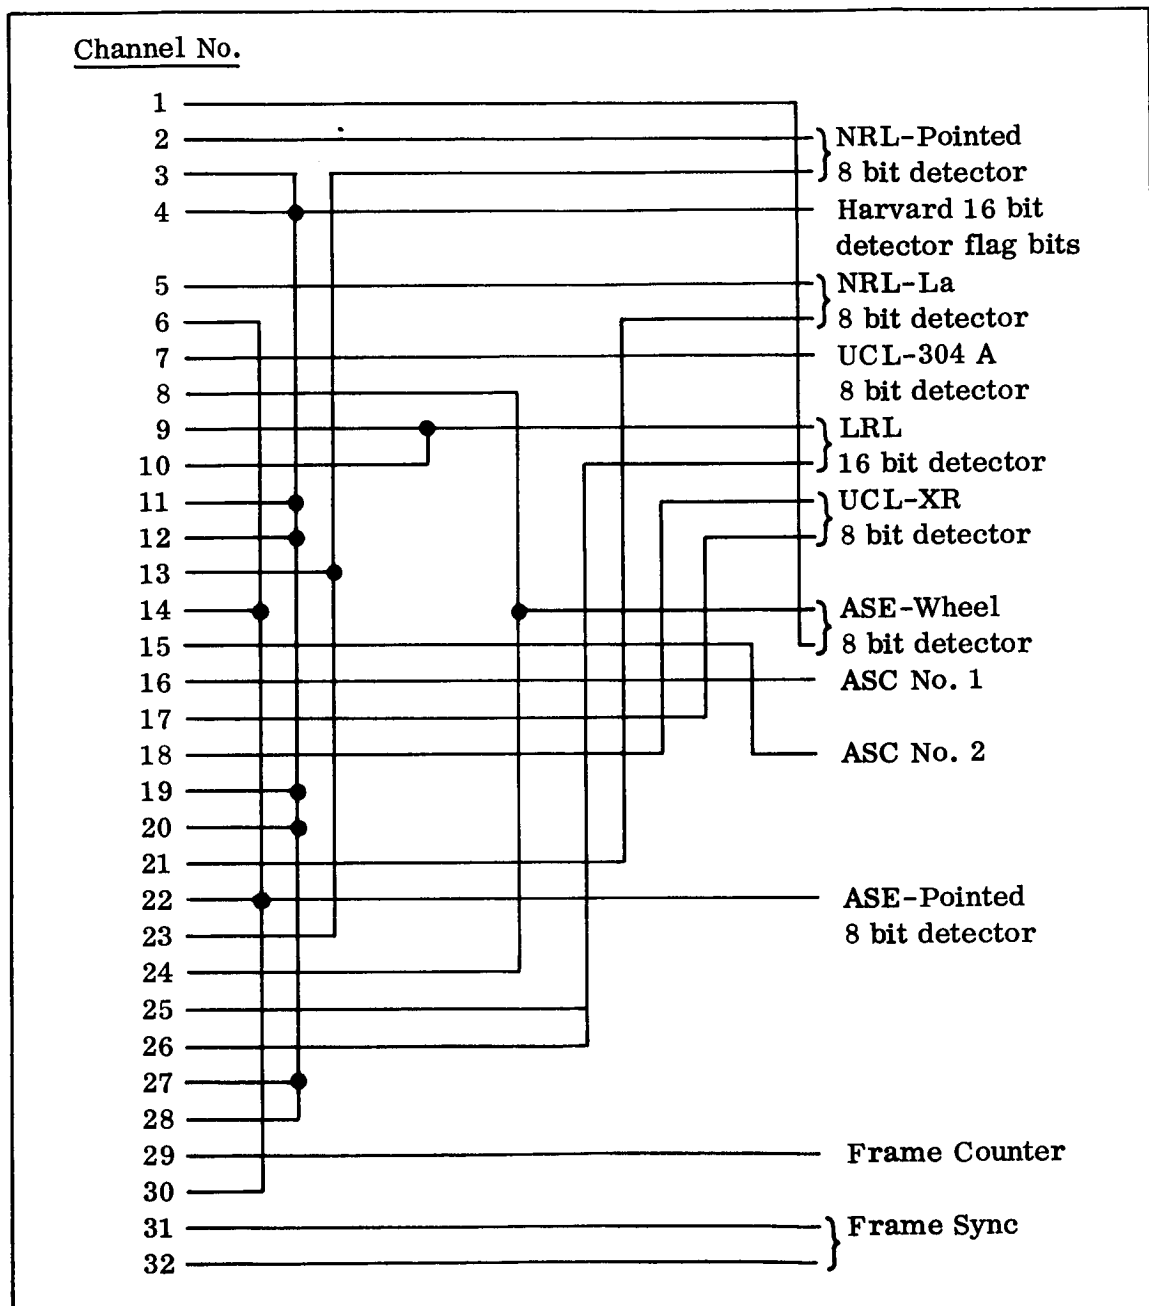 Channel No.
1
2
NRL-Pointed
3
8 bit detector
4
Harvard 16 bit
detector flag bits
5
NRL-La
6
8 bit detector
7
UCL-304 A
8
8 bit detector
9
LRL
10
16 bit detector
11
UCL-XR
12
8 bit detector
13
14
ASE-Wheel
15
8 bit detector
16
ASC No. 1
17
18
ASC No. 2
19
20
21
22
ASE-Pointed
23
8 bit detector
24
25
26
27
28
29
Frame Counter
30
31
Frame Sync
32